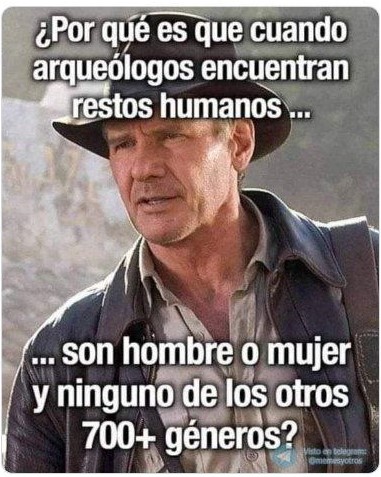 ¿Por qué es que cuando
arqueólogos encuentran
restos humanos ...
... son hombre o mujer
y ninguno de los otros
700+ géneros?
Visto en telegram:
@memesyotros